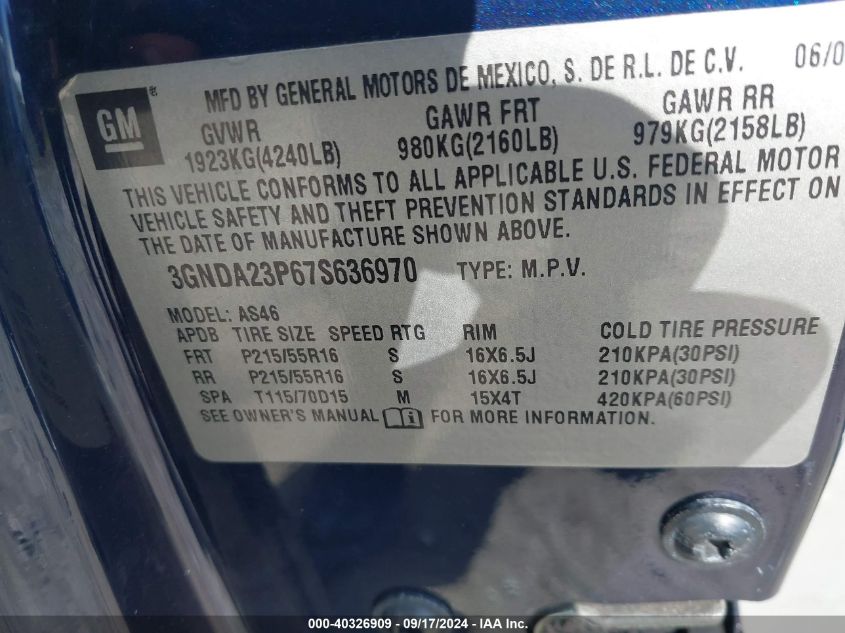 GM ®
MFD BY GENERAL MOTORS DE MEXICO, S. DE R.L. DE C.V. 06/0
GVWR GAWR FRT GAWR RR
1923KG(4240LB) 980KG(2160LB) 979KG(2158LB)
THIS VEHICLE CONFORMS TO ALL APPLICABLE U.S. FEDERAL MOTOR
VEHICLE SAFETY AND THEFT PREVENTION STANDARDS IN EFFECT ON
THE DATE OF MANUFACTURE SHOWN ABOVE.
3GNDA23P67S636970 TYPE: M.P.V.
MODEL: AS46
APDB TIRE SIZE SPEED RTG RIM COLD TIRE PRESSURE
FRT P215/55R16 S 16X6.5J 210KPA(30PSI)
RR P215/55R16 S 16X6.5J 210KPA(30PSI)
SPA T115/70D15 M 15X4T 420KPA(60PSI)
SEE OWNER'S MANUAL i FOR MORE INFORMATION.
000-40326909 - 09/17/2024 - IAA, Inc.